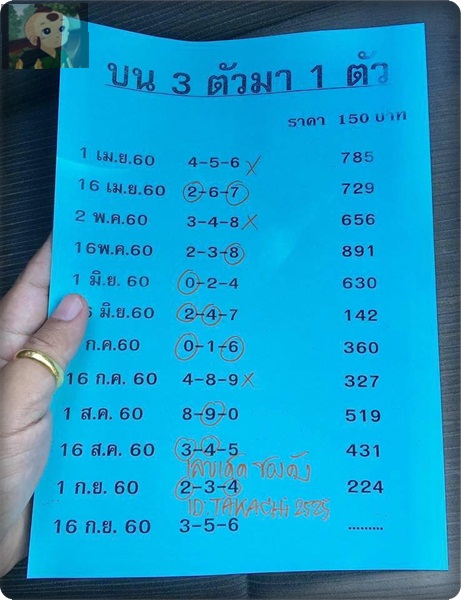 บน 3 ตัวมา 1 ตัว
ราคา 150 บาท
1 เม.ย.60 4-5-6 X 785
16 เม.ย.60 2-6-7 729
2 พ.ค.60 3-4-8 X 656
16พ.ค.60 2-3-8 891
1 มิ.ย. 60 0-2-4 630
มิ.ย.60 2-4-7 142
ก.ค.60 0-1-6 360
16 ก.ค. 60 4-8-9 X 327
1 ส.ค. 60 8-9-0 519
16 ส.ค. 60 3-4-5 431
1 ก.ย. 60 2-3-4 224
ID:TAKACHi 2525
16 ก.ย. 60 3-5-6 .........